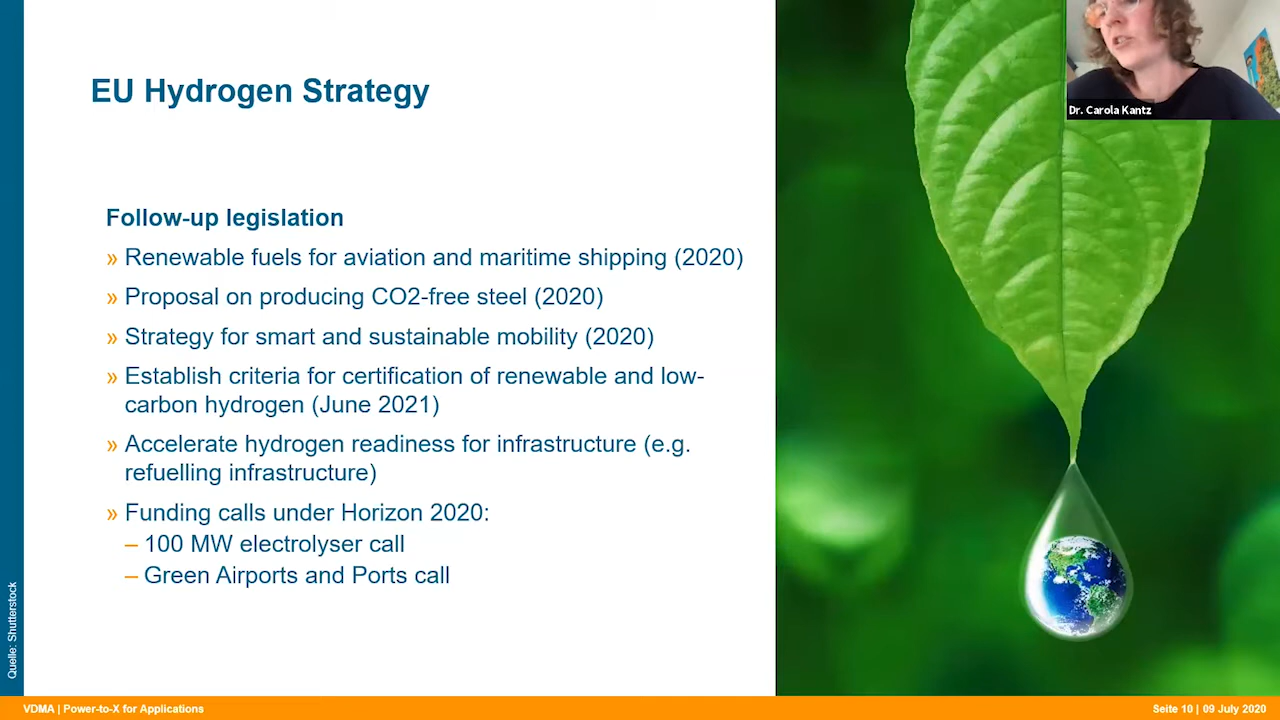 EU Hydrogen Strategy
Dr. Carola Kantz
Follow-up legislation
» Renewable fuels for aviation and maritime shipping (2020)
» Proposal on producing CO2-free steel (2020)
» Strategy for smart and sustainable mobility (2020)
» Establish criteria for certification of renewable and low-
carbon hydrogen (June 2021)
» Accelerate hydrogen readiness for infrastructure (e.g.
refuelling infrastructure)
» Funding calls under Horizon 2020:
– 100 MW electrolyser call
– Green Airports and Ports call
Quelle: Shutterstock
VDMA | Power-to-X for Applications
Seite 10 | 09 July 2020